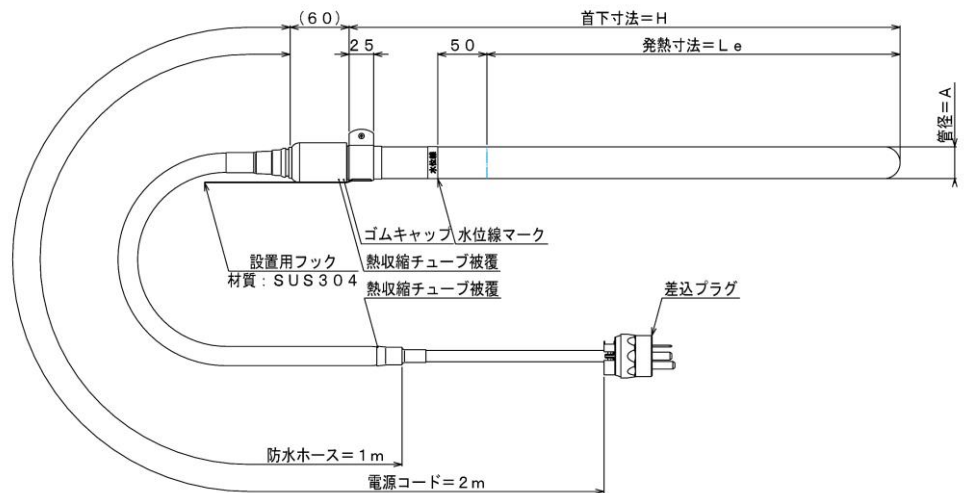 (60)
首下寸法=H
25
50
発熱寸法=Le
管径=A
水位線
ゴムキャップ
水位線マーク
設置用フック
材質:SUS304
熱収縮チューブ被覆
熱収縮チューブ被覆
差込プラグ
防水ホース=1m
電源コード=2m